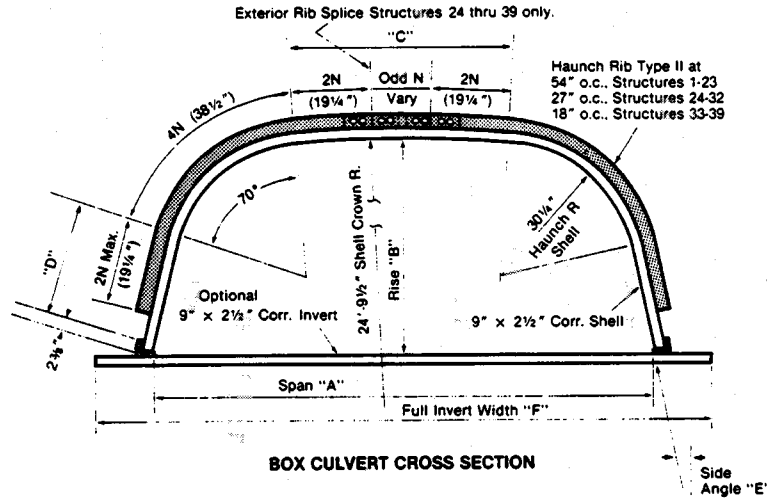 Exterior Rib Splice Structures 24 thru 39 only.
"C"
2N
(19¼")
Odd N
Vary
2N
(19¼")
Haunch Rib Type II at
54" o.c., Structures 1-23
27" o.c., Structures 24-32
18" o.c., Structures 33-39
4N (38½")
70°
"D"
2N Max.
(19¼")
2⅜"
24'-9½" Shell Crown R.
Rise "B"
30¼"
Haunch R
Shell
Optional
9" × 2½" Corr. Invert
9" × 2½" Corr. Shell
Span "A"
Full Invert Width "F"
BOX CULVERT CROSS SECTION
Side
Angle "E"